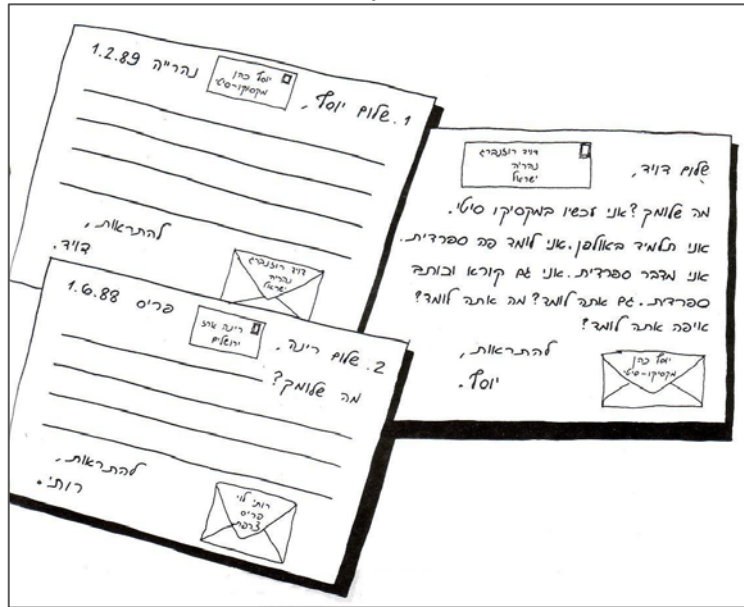 דויד רוזנברג
נהריה
ישראל
שלום דויד,
מה שלומך? אני עכשיו במקסיקו סיטי.
אני תלמיד באולפן. אני לומד פה ספרדית.
אני מדבר ספרדית. אני גם קורא וכותב
ספרדית. גם אתה לומד? מה אתה לומד?
איפה אתה לומד?
להתראות,
יוסף.
יוסף כהן
מקסיקו-סיטי
נהרייה 1.2.89
יוסף כהן
מקסיקו-סיטי
1. שלום יוסף,
להתראות,
דויד.
דויד רוזנברג
נהריה
ישראל
פריס 1.6.88
רינה ארז
ירושלים
2. שלום רינה,
מה שלומך?
להתראות,
רותי.
רותי לוי
פריס
צרפת